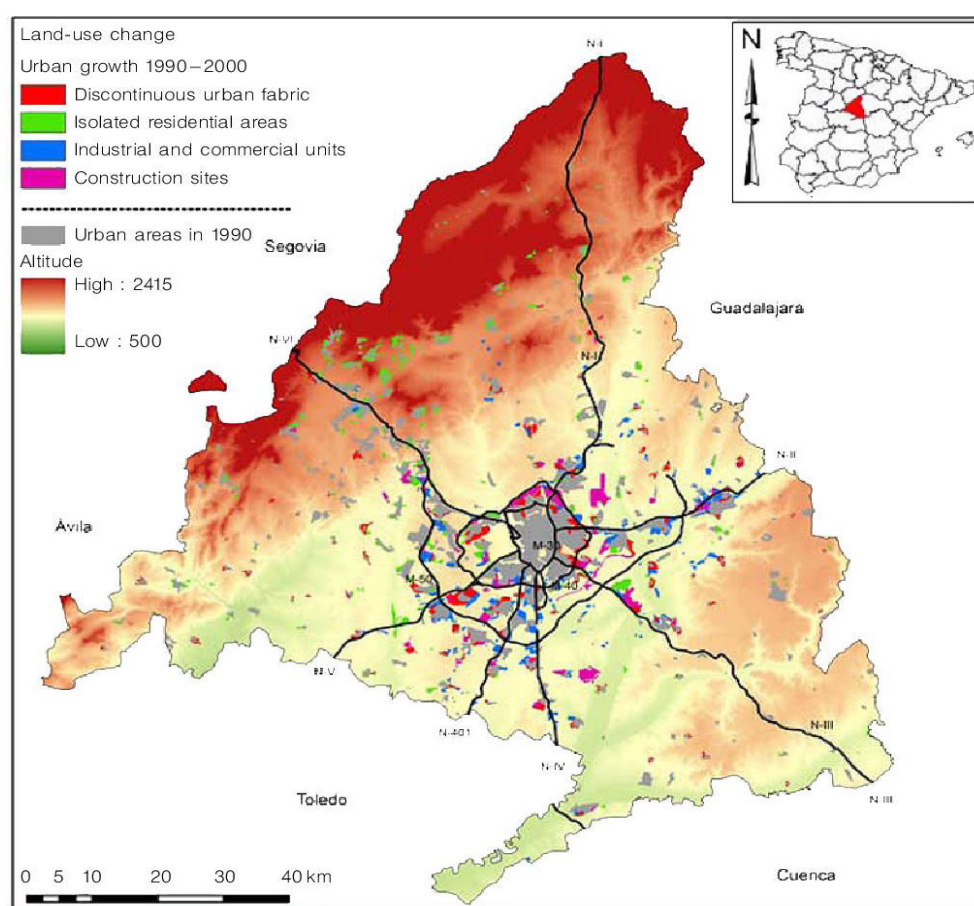 Land-use change
Urban growth 1990–2000
Discontinuous urban fabric
Isolated residential areas
Industrial and commercial units
Construction sites
Urban areas in 1990
Altitude
High : 2415
Low : 500
N
N-I
Segovia
Guadalajara
N-VI
N-I
N-II
Ávila
M-30
M-50
M-40
N-V
N-401
N-III
N-IV
Toledo
N-III
Cuenca
0 5 10 20 30 40 km